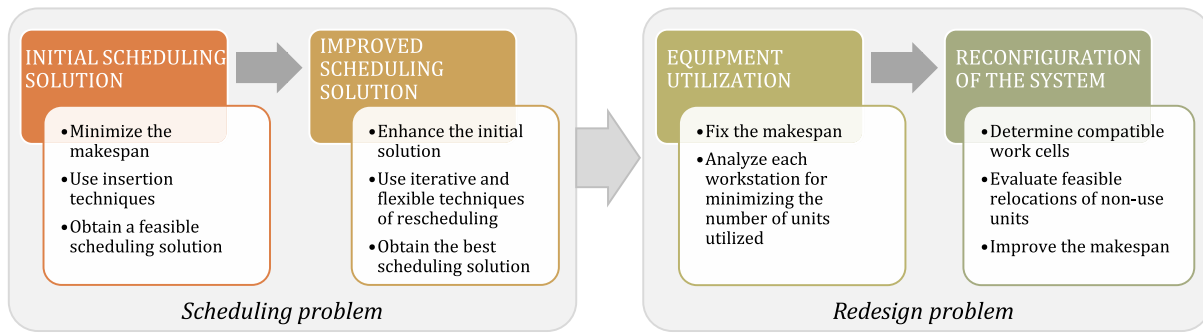 INITIAL SCHEDULING
SOLUTION
•Minimize the
makespan
•Use insertion
techniques
•Obtain a feasible
scheduling solution
IMPROVED
SCHEDULING
SOLUTION
•Enhance the initial
solution
•Use iterative and
flexible techniques
of rescheduling
•Obtain the best
scheduling solution
Scheduling problem
EQUIPMENT
UTILIZATION
•Fix the makespan
•Analyze each
workstation for
minimizing the
number of units
utilized
RECONFIGURATION
OF THE SYSTEM
•Determine compatible
work cells
•Evaluate feasible
relocations of non-use
units
•Improve the makespan
Redesign problem